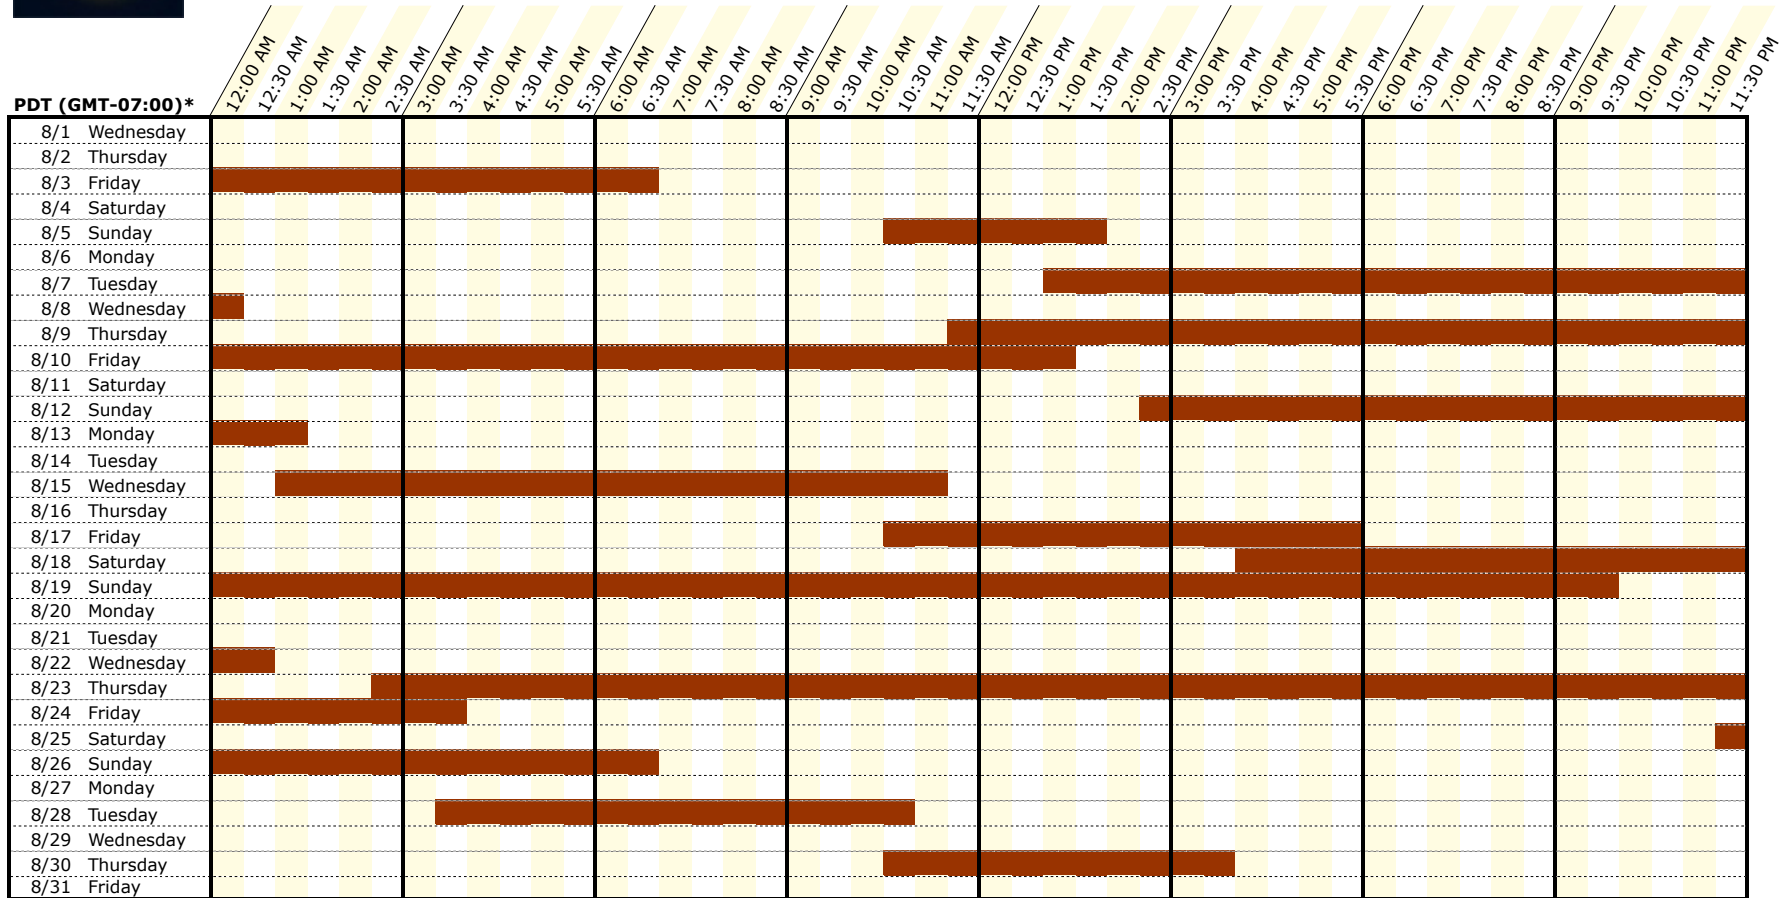 12:00 AM 12:30 AM 1:00 AM 1:30 AM 2:00 AM 2:30 AM 3:00 AM 3:30 AM 4:00 AM 4:30 AM 5:00 AM 5:30 AM 6:00 AM 6:30 AM 7:00 AM 7:30 AM 8:00 AM 8:30 AM 9:00 AM 9:30 AM 10:00 AM 10:30 AM 11:00 AM 11:30 AM 12:00 PM 12:30 PM 1:00 PM 1:30 PM 2:00 PM 2:30 PM 3:00 PM 3:30 PM 4:00 PM 4:30 PM 5:00 PM 5:30 PM 6:00 PM 6:30 PM 7:00 PM 7:30 PM 8:00 PM 8:30 PM 9:00 PM 9:30 PM 10:00 PM 10:30 PM 11:00 PM 11:30 PM
PDT (GMT-07:00)*
8/1 Wednesday
8/2 Thursday
8/3 Friday
8/4 Saturday
8/5 Sunday
8/6 Monday
8/7 Tuesday
8/8 Wednesday
8/9 Thursday
8/10 Friday
8/11 Saturday
8/12 Sunday
8/13 Monday
8/14 Tuesday
8/15 Wednesday
8/16 Thursday
8/17 Friday
8/18 Saturday
8/19 Sunday
8/20 Monday
8/21 Tuesday
8/22 Wednesday
8/23 Thursday
8/24 Friday
8/25 Saturday
8/26 Sunday
8/27 Monday
8/28 Tuesday
8/29 Wednesday
8/30 Thursday
8/31 Friday